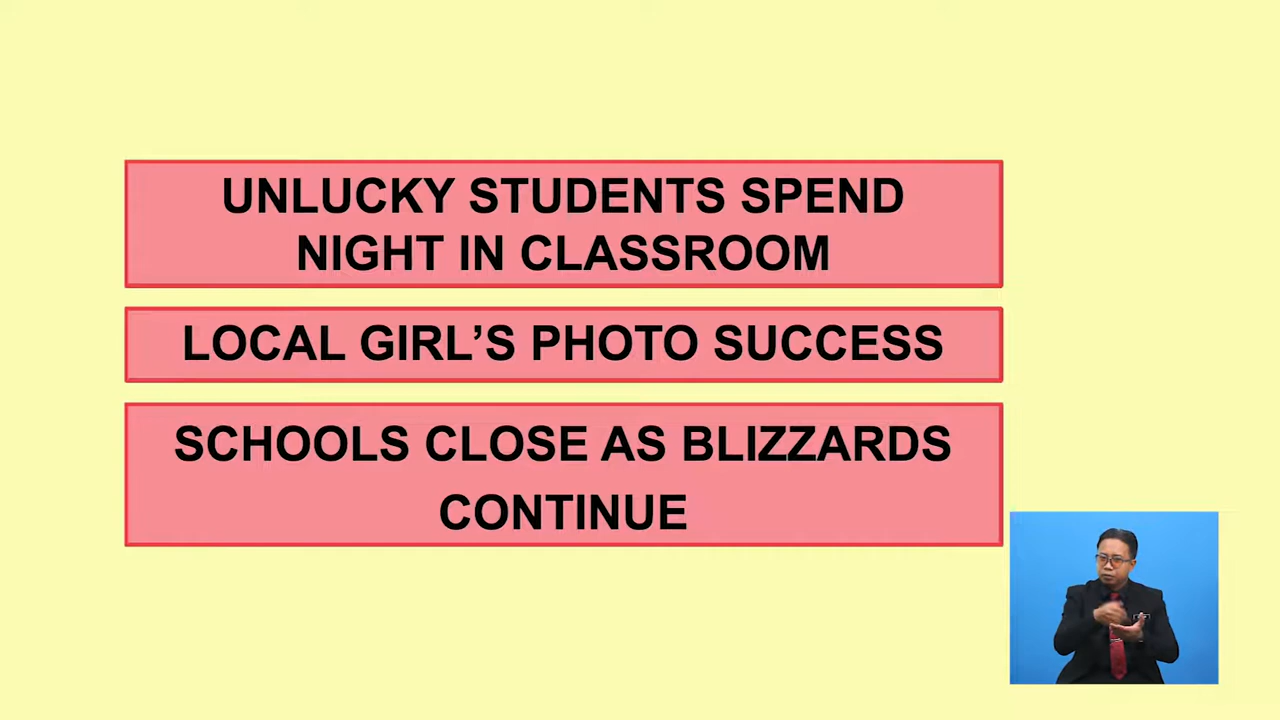 UNLUCKY STUDENTS SPEND
NIGHT IN CLASSROOM
LOCAL GIRL’S PHOTO SUCCESS
SCHOOLS CLOSE AS BLIZZARDS
CONTINUE